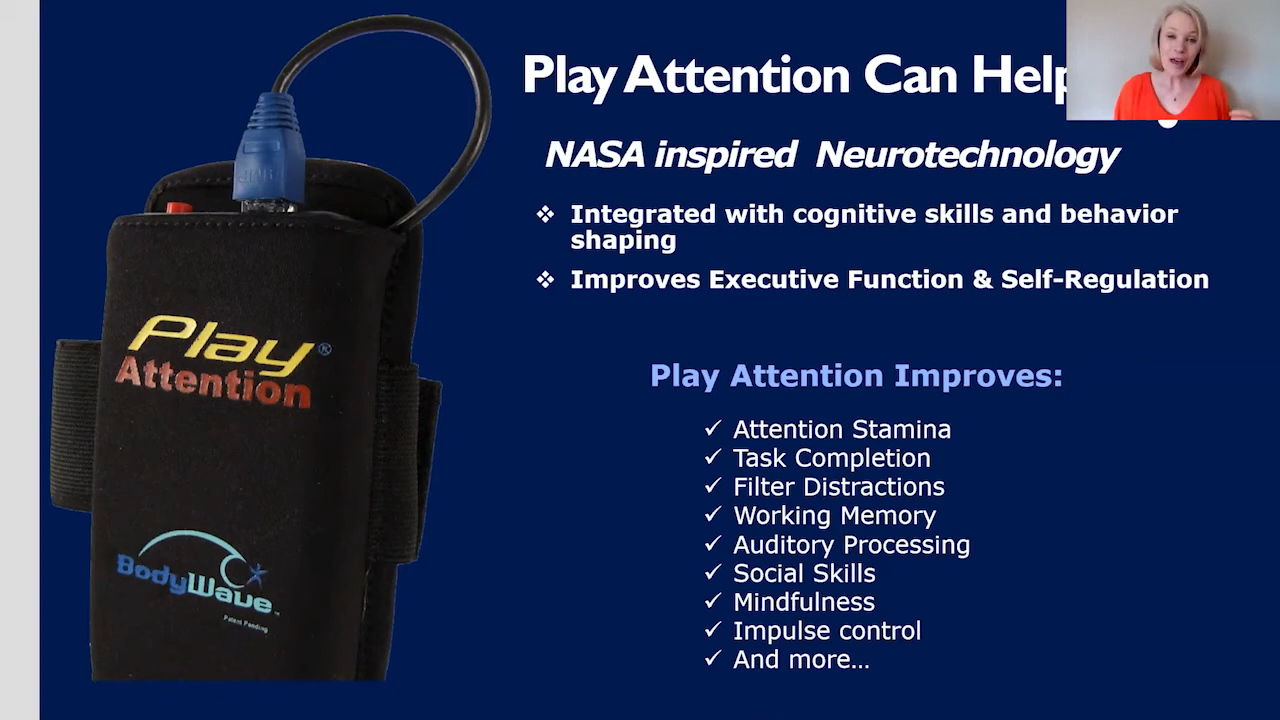 Play Attention Can Help
NASA inspired Neurotechnology
❖ Integrated with cognitive skills and behavior
shaping
❖ Improves Executive Function & Self-Regulation
Play®
Attention
Play Attention Improves:
✓ Attention Stamina
✓ Task Completion
✓ Filter Distractions
✓ Working Memory
✓ Auditory Processing
✓ Social Skills
✓ Mindfulness
✓ Impulse control
✓ And more…
BodyWave™
Patent Pending